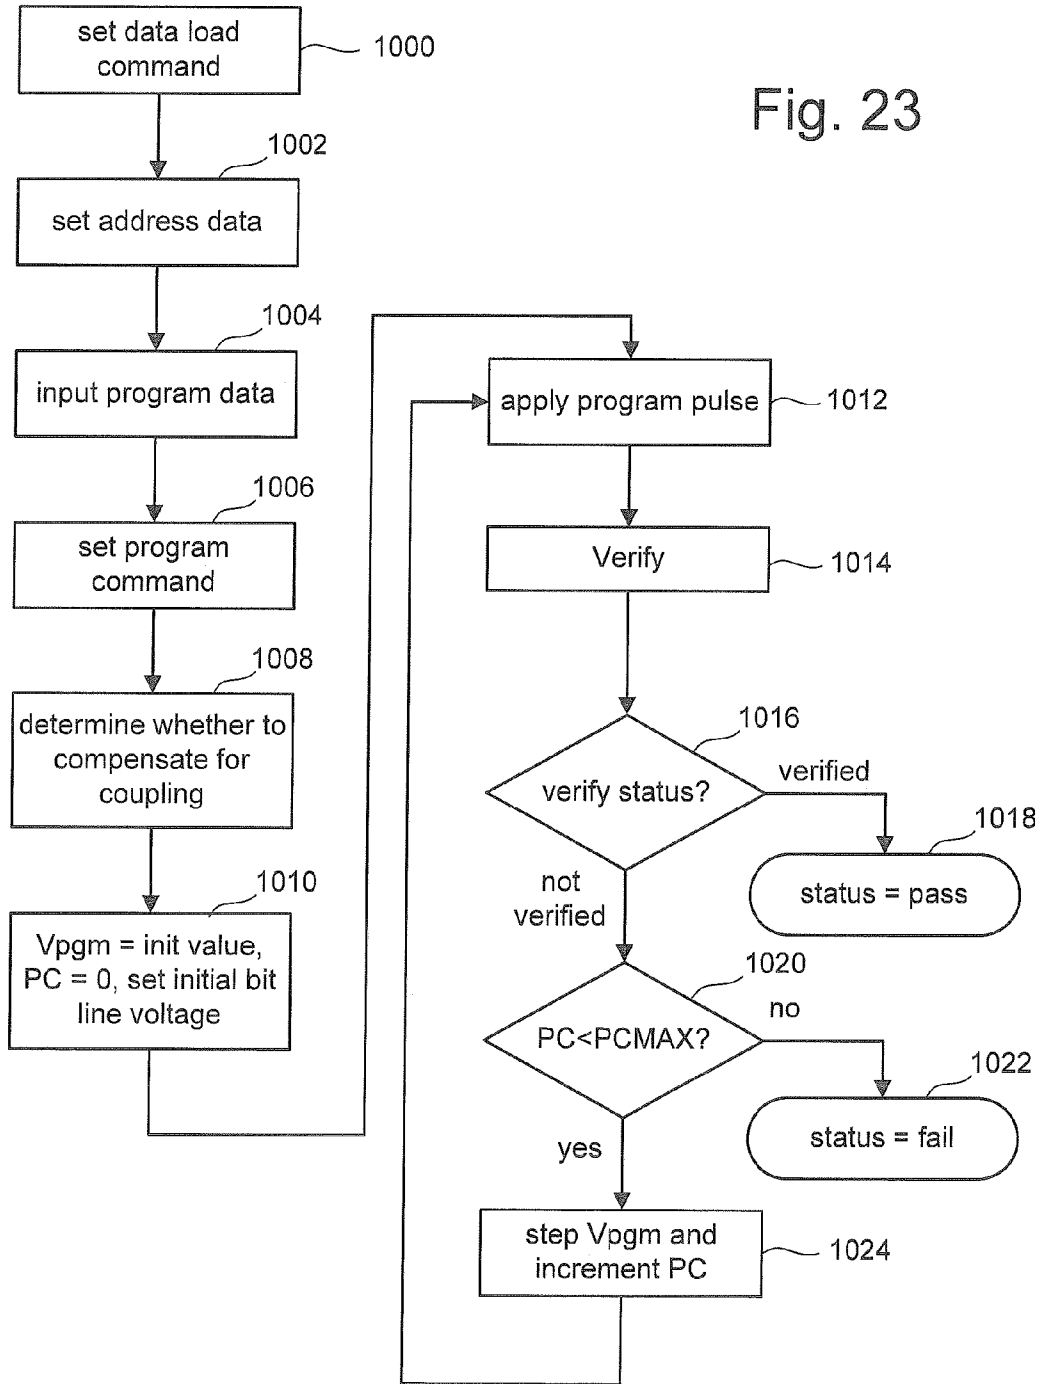 set data load
command
1000
Fig. 23
1002
set address data
1004
input program data
1006
set program
command
1008
determine whether to
compensate for
coupling
1010
Vpgm = init value,
PC = 0, set initial bit
line voltage
apply program pulse
1012
Verify
1014
1016
verify status?
verified
1018
status = pass
not
verified
1020
PC<PCMAX?
no
1022
status = fail
yes
step Vpgm and
increment PC
1024